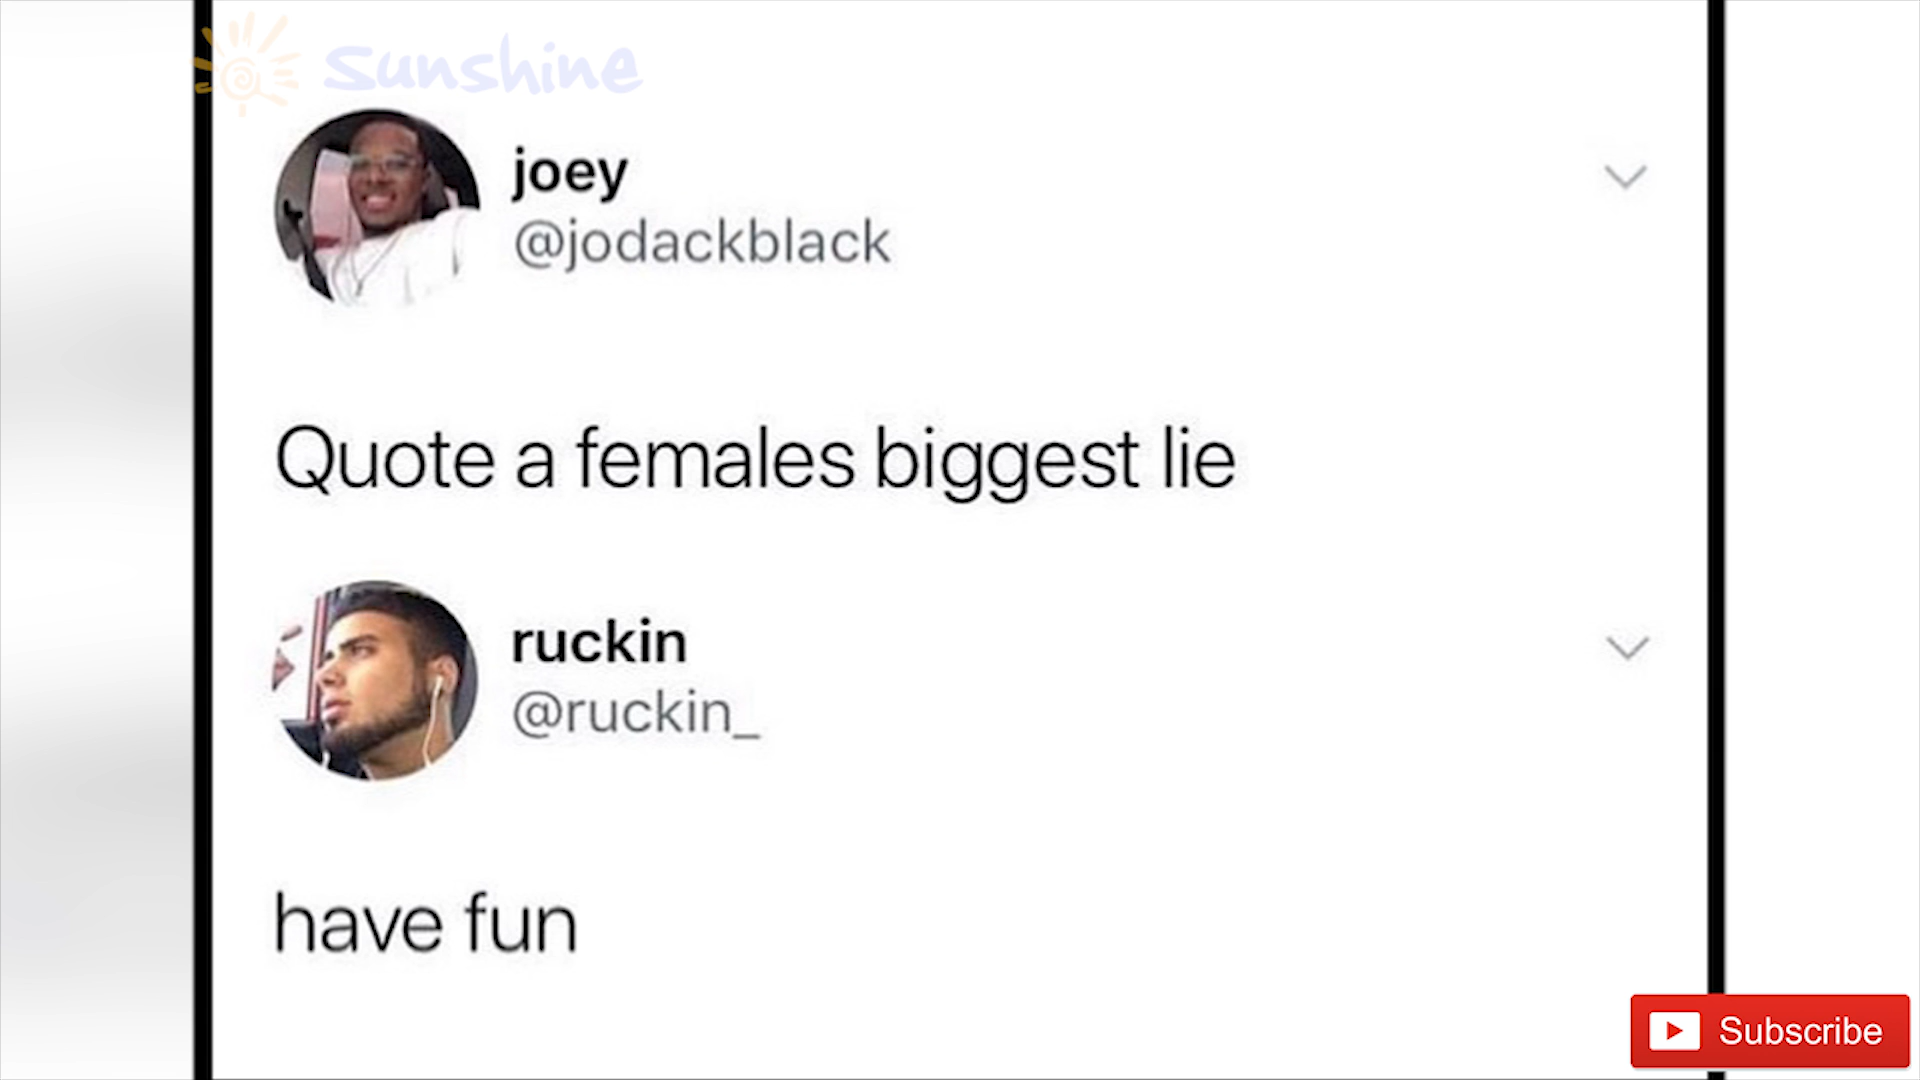 Sunshine
joey
@jodackblack
Quote a females biggest lie
ruckin
@ruckin_
have fun
Subscribe